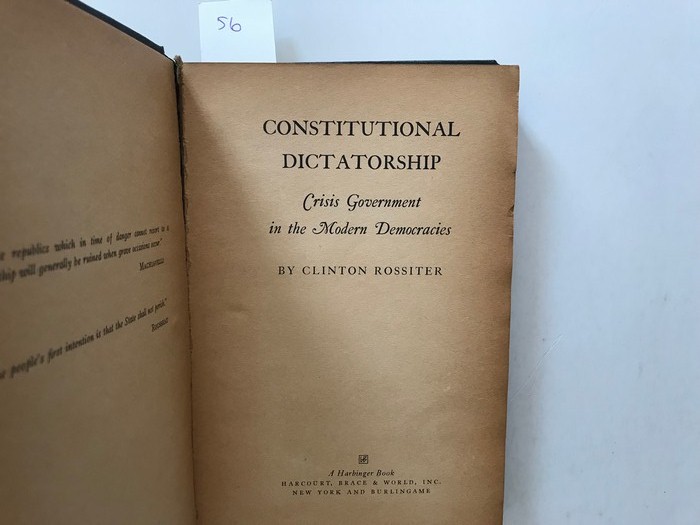 56
republics which in time of danger cannot resort to a
ship will generally be ruined when grave occasions occur"
MACHIAVELLI
people's first intention is that the State shall not perish."
ROUSSEAU
CONSTITUTIONAL
DICTATORSHIP
Crisis Government
in the Modern Democracies
BY CLINTON ROSSITER
A Harbinger Book
HARCOURT, BRACE & WORLD, INC.
NEW YORK AND BURLINGAME